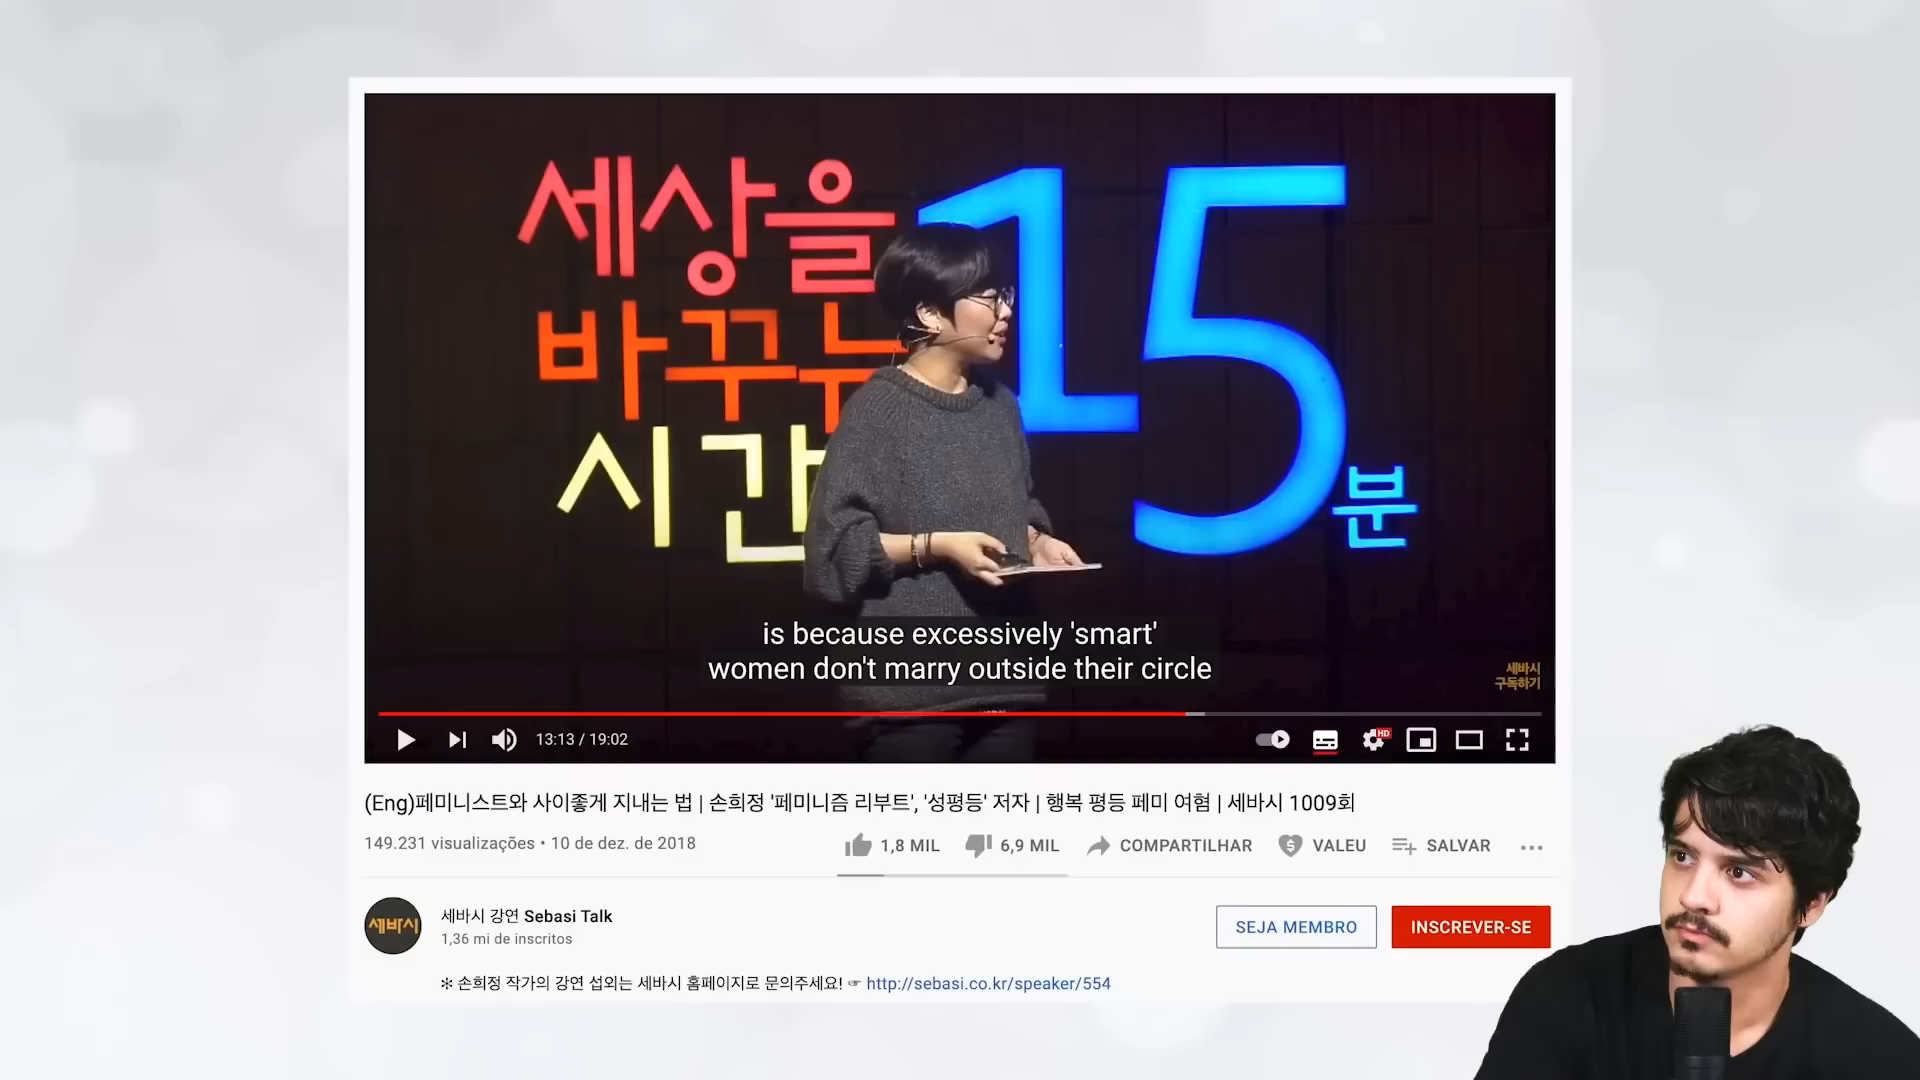 세상을
바꾸는
시간
15
분
is because excessively 'smart'
women don't marry outside their circle
세바시
구독하기
13:13 / 19:02
HD
(Eng)페미니스트와 사이좋게 지내는 법 | 손희정 '페미니즘 리부트', '성평등' 저자 | 행복 평등 페미 여혐 | 세바시 1009회
149.231 visualizações • 10 de dez. de 2018
1,8 MIL
6,9 MIL
COMPARTILHAR
VALEU
SALVAR
세바시
세바시 강연 Sebasi Talk
1,36 mi de inscritos
SEJA MEMBRO
INSCREVER-SE
✻ 손희정 작가의 강연 섭외는 세바시 홈페이지로 문의주세요! ☞ http://sebasi.co.kr/speaker/554